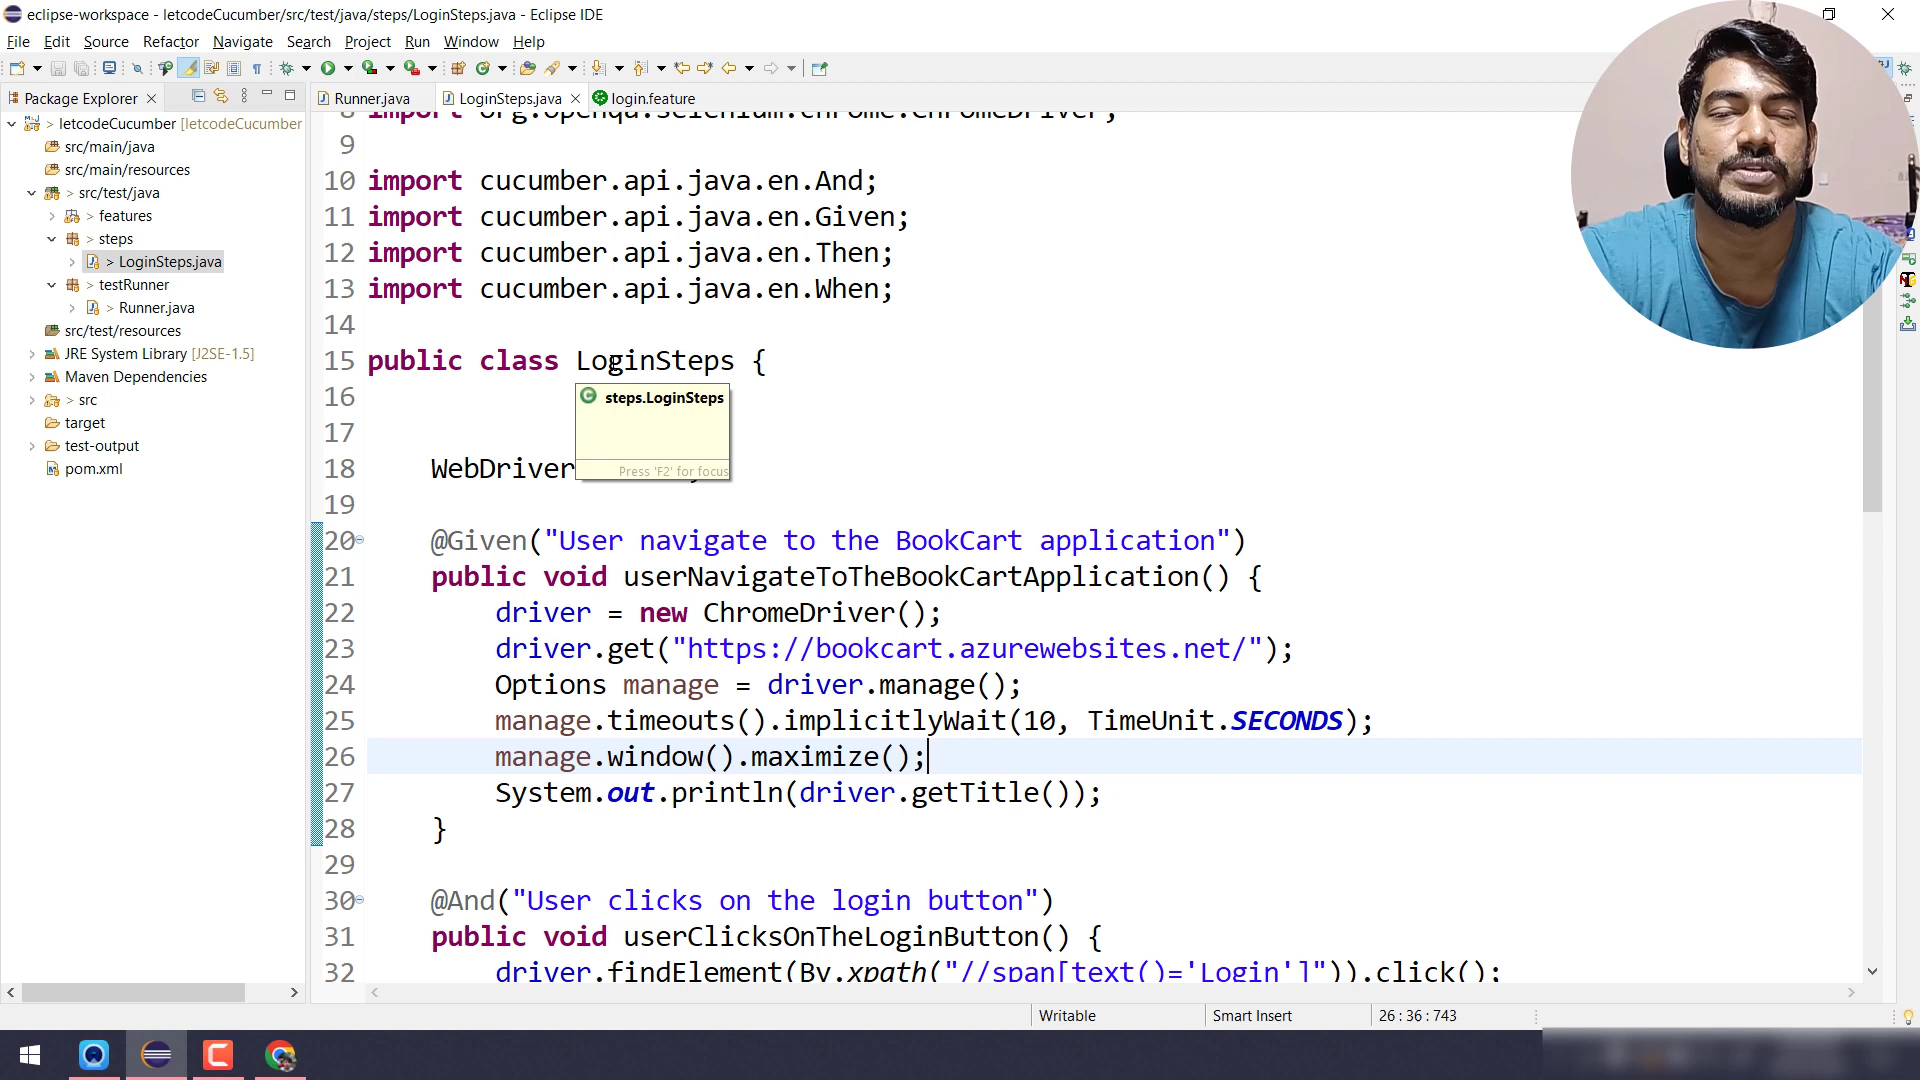 eclipse-workspace - letcodeCucumber/src/test/java/steps/LoginSteps.java - Eclipse IDE
File Edit Source Refactor Navigate Search Project Run Window Help
Package Explorer
Runner.java LoginSteps.java login.feature
> letcodeCucumber [letcodeCucumber
src/main/java
src/main/resources
> src/test/java
> features
> steps
> LoginSteps.java
> testRunner
> Runner.java
src/test/resources
JRE System Library [J2SE-1.5]
Maven Dependencies
> src
target
test-output
pom.xml
8 import org.openqa.selenium.chrome.ChromeDriver;
9
10 import cucumber.api.java.en.And;
11 import cucumber.api.java.en.Given;
12 import cucumber.api.java.en.Then;
13 import cucumber.api.java.en.When;
14
15 public class LoginSteps {
16
steps.LoginSteps
17
18 WebDriver
Press 'F2' for focus
19
20 @Given("User navigate to the BookCart application")
21 public void userNavigateToTheBookCartApplication() {
22 driver = new ChromeDriver();
23 driver.get("https://bookcart.azurewebsites.net/");
24 Options manage = driver.manage();
25 manage.timeouts().implicitlyWait(10, TimeUnit.SECONDS);
26 manage.window().maximize();
27 System.out.println(driver.getTitle());
28 }
29
30 @And("User clicks on the login button")
31 public void userClicksOnTheLoginButton() {
32 driver.findElement(By.xpath("//span[text()='Login']")).click();
Writable Smart Insert 26 : 36 : 743